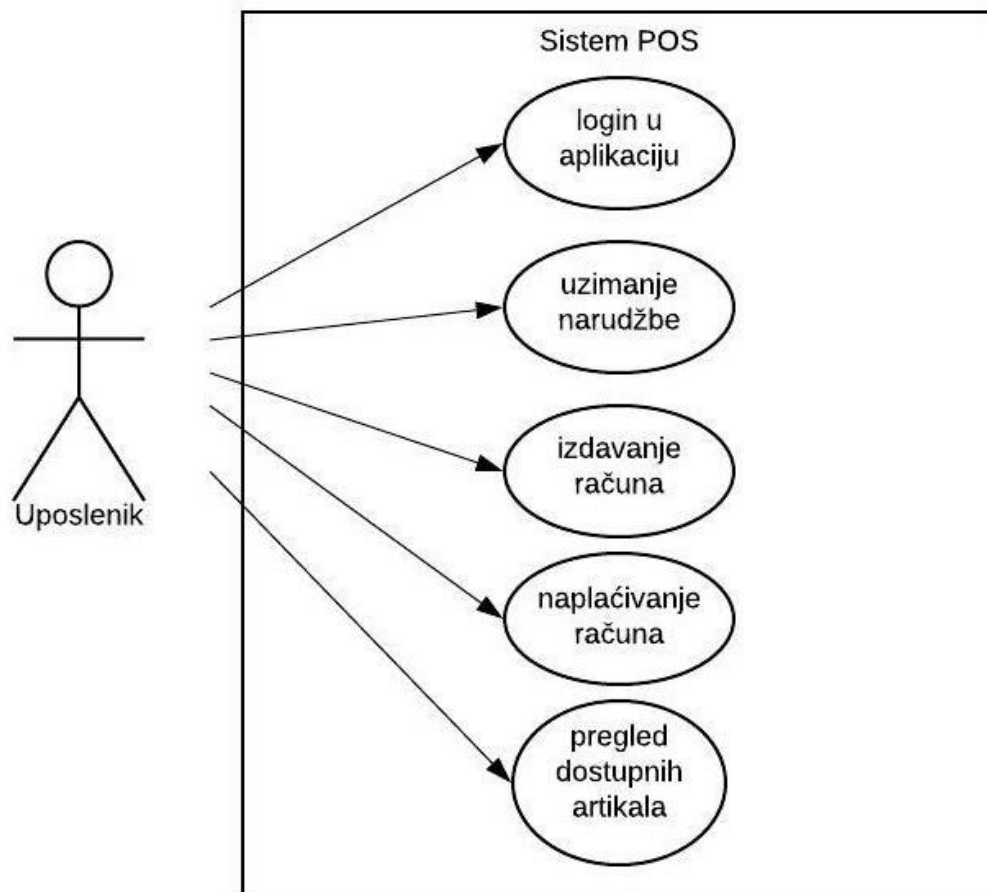 Sistem POS
login u
aplikaciju
uzimanje
narudžbe
izdavanje
računa
naplaćivanje
računa
pregled
dostupnih
artikala
Uposlenik